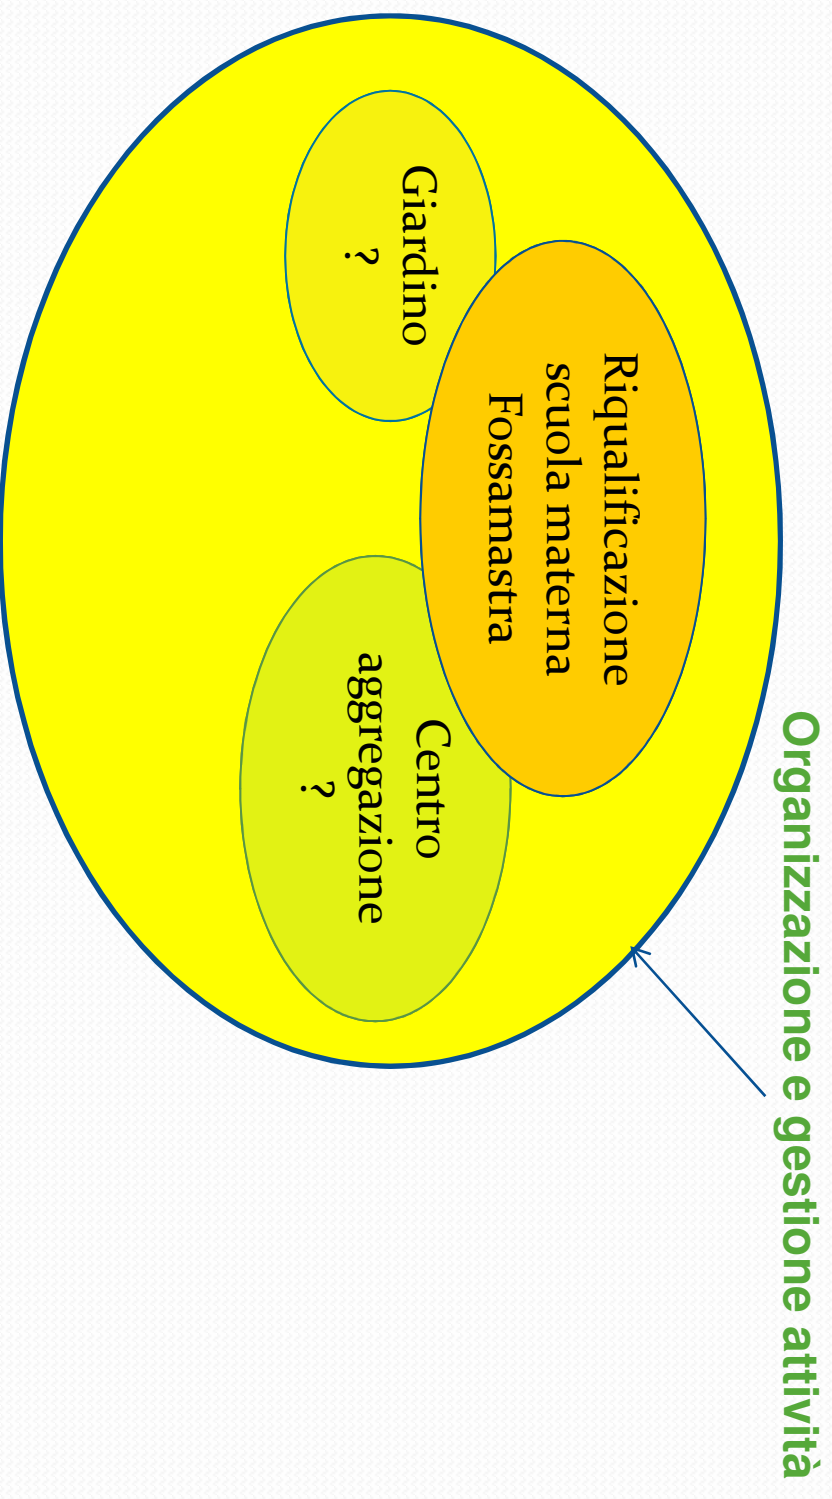 Organizzazione e gestione attività
Riqualificazione
scuola materna
Fossamastra
Giardino
?
Centro
aggregazione
?